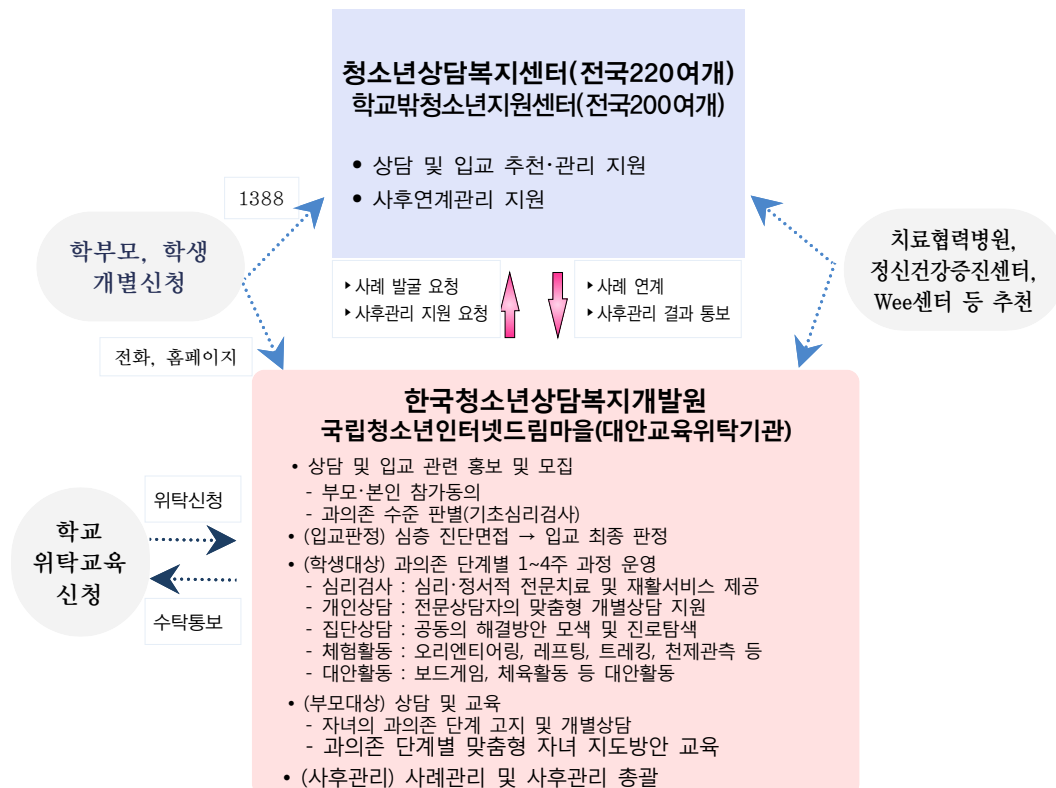 청소년상담복지센터(전국220여개)
학교밖청소년지원센터(전국200여개)
• 상담 및 입교 추천·관리 지원
• 사후연계관리 지원
1388
학부모, 학생
개별신청
전화, 홈페이지
치료협력병원,
정신건강증진센터,
Wee센터 등 추천
▸사례 발굴 요청
▸사후관리 지원 요청
▸사례 연계
▸사후관리 결과 통보
한국청소년상담복지개발원
국립청소년인터넷드림마을(대안교육위탁기관)
• 상담 및 입교 관련 홍보 및 모집
- 부모·본인 참가동의
- 과의존 수준 판별(기초심리검사)
• (입교판정) 심층 진단면접 → 입교 최종 판정
• (학생대상) 과의존 단계별 1~4주 과정 운영
- 심리검사 : 심리·정서적 전문치료 및 재활서비스 제공
- 개인상담 : 전문상담자의 맞춤형 개별상담 지원
- 집단상담 : 공동의 해결방안 모색 및 진로탐색
- 체험활동 : 오리엔티어링, 레프팅, 트레킹, 천제관측 등
- 대안활동 : 보드게임, 체육활동 등 대안활동
• (부모대상) 상담 및 교육
- 자녀의 과의존 단계 고지 및 개별상담
- 과의존 단계별 맞춤형 자녀 지도방안 교육
• (사후관리) 사례관리 및 사후관리 총괄
위탁신청
학교
위탁교육
신청
수탁통보